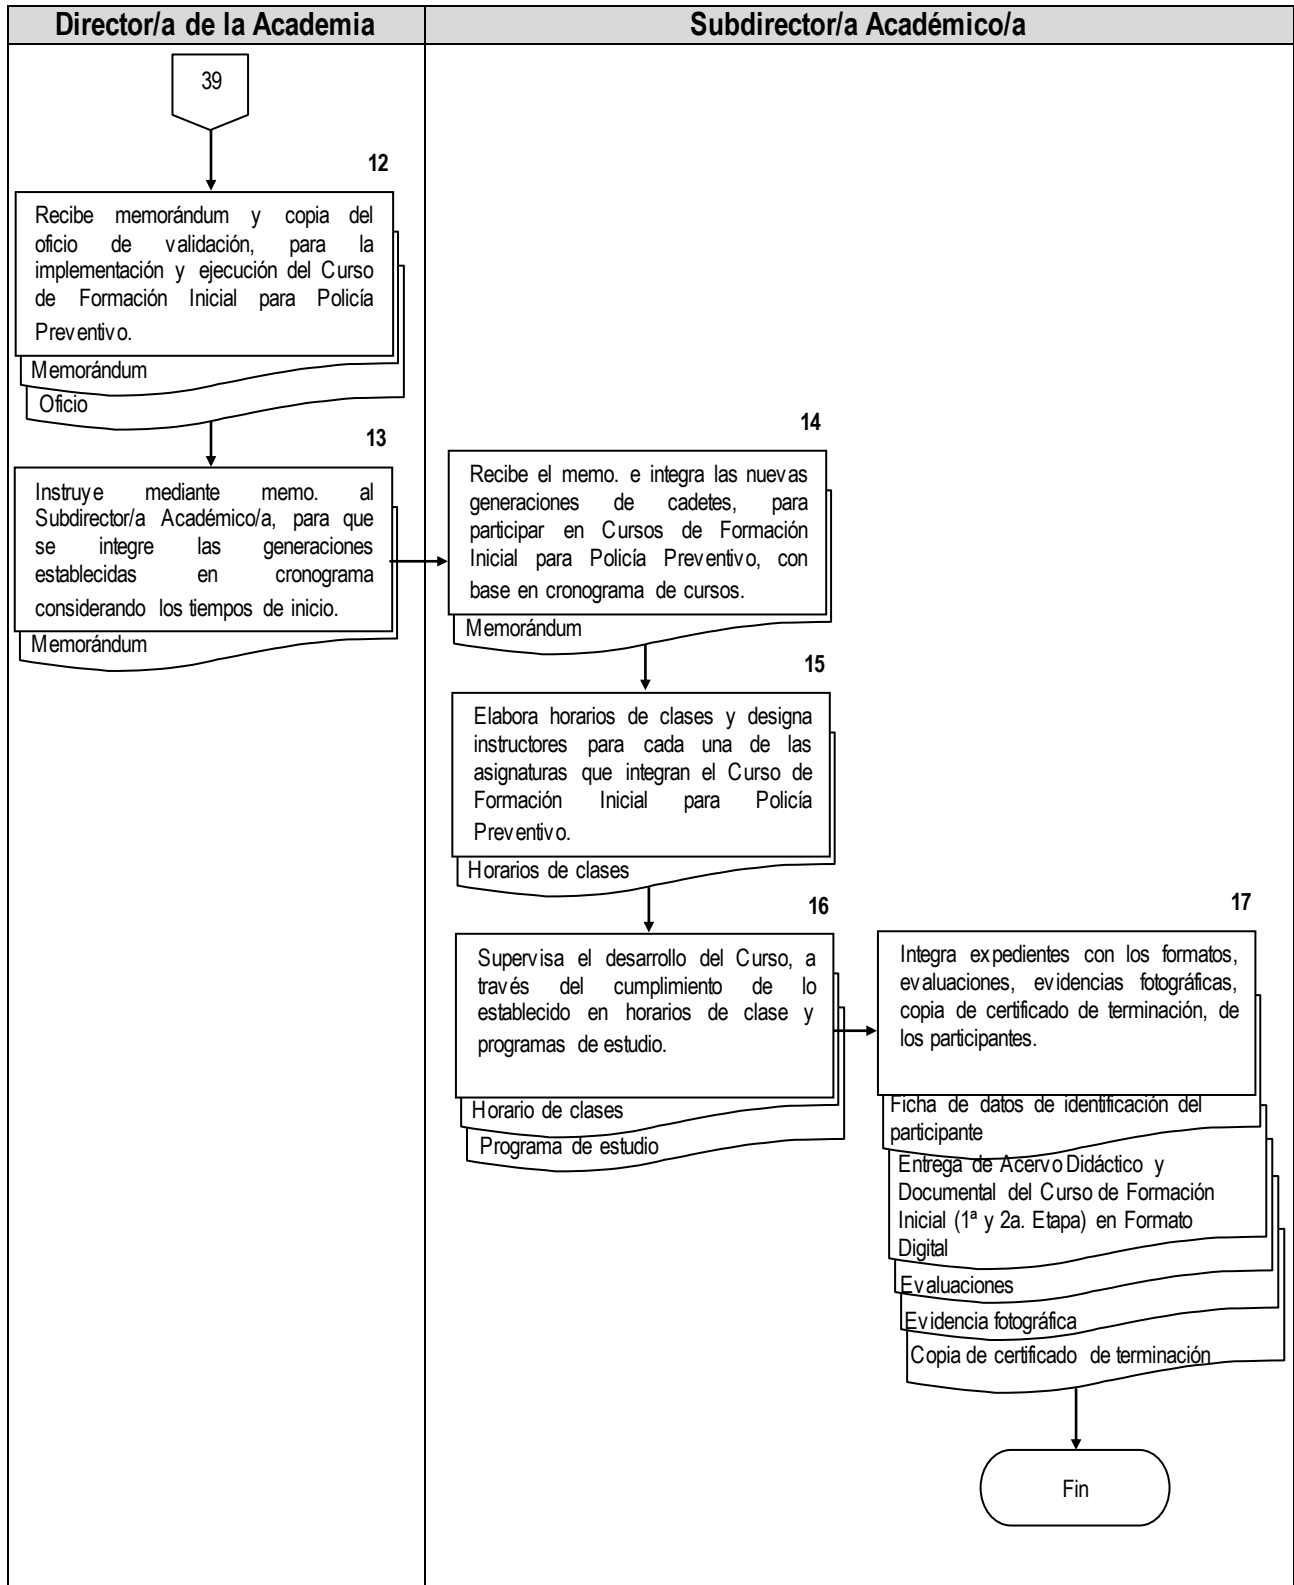 Director/a de la Academia
Subdirector/a Académico/a
39
12
Recibe memorándum y copia del
oficio de validación, para la
implementación y ejecución del Curso
de Formación Inicial para Policía
Preventivo.
Memorándum
Oficio
13
Instruye mediante memo. al
Subdirector/a Académico/a, para que
se integre las generaciones
establecidas en cronograma
considerando los tiempos de inicio.
Memorándum
14
Recibe el memo. e integra las nuevas
generaciones de cadetes, para
participar en Cursos de Formación
Inicial para Policía Preventivo, con
base en cronograma de cursos.
Memorándum
15
Elabora horarios de clases y designa
instructores para cada una de las
asignaturas que integran el Curso de
Formación Inicial para Policía
Preventivo.
Horarios de clases
16
Supervisa el desarrollo del Curso, a
través del cumplimiento de lo
establecido en horarios de clase y
programas de estudio.
Horario de clases
Programa de estudio
17
Integra expedientes con los formatos,
evaluaciones, evidencias fotográficas,
copia de certificado de terminación, de
los participantes.
Ficha de datos de identificación del
participante
Entrega de Acervo Didáctico y
Documental del Curso de Formación
Inicial (1ª y 2a. Etapa) en Formato
Digital
Evaluaciones
Evidencia fotográfica
Copia de certificado de terminación
Fin